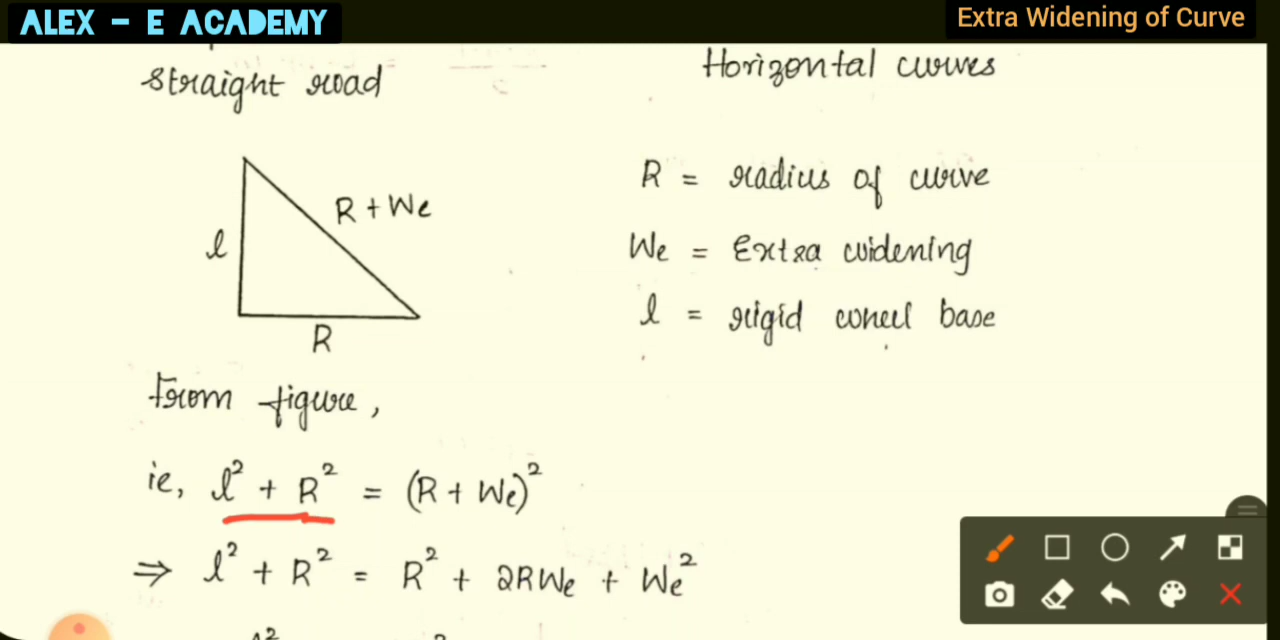 ALEX - E ACADEMY
Extra Widening of Curve
Straight road
Horizontal curves
l
R + We
R
R = radius of curve
We = Extra widening
l = rigid wheel base
From figure,
ie, l² + R² = (R + We)²
⇒ l² + R² = R² + 2RWe + We²